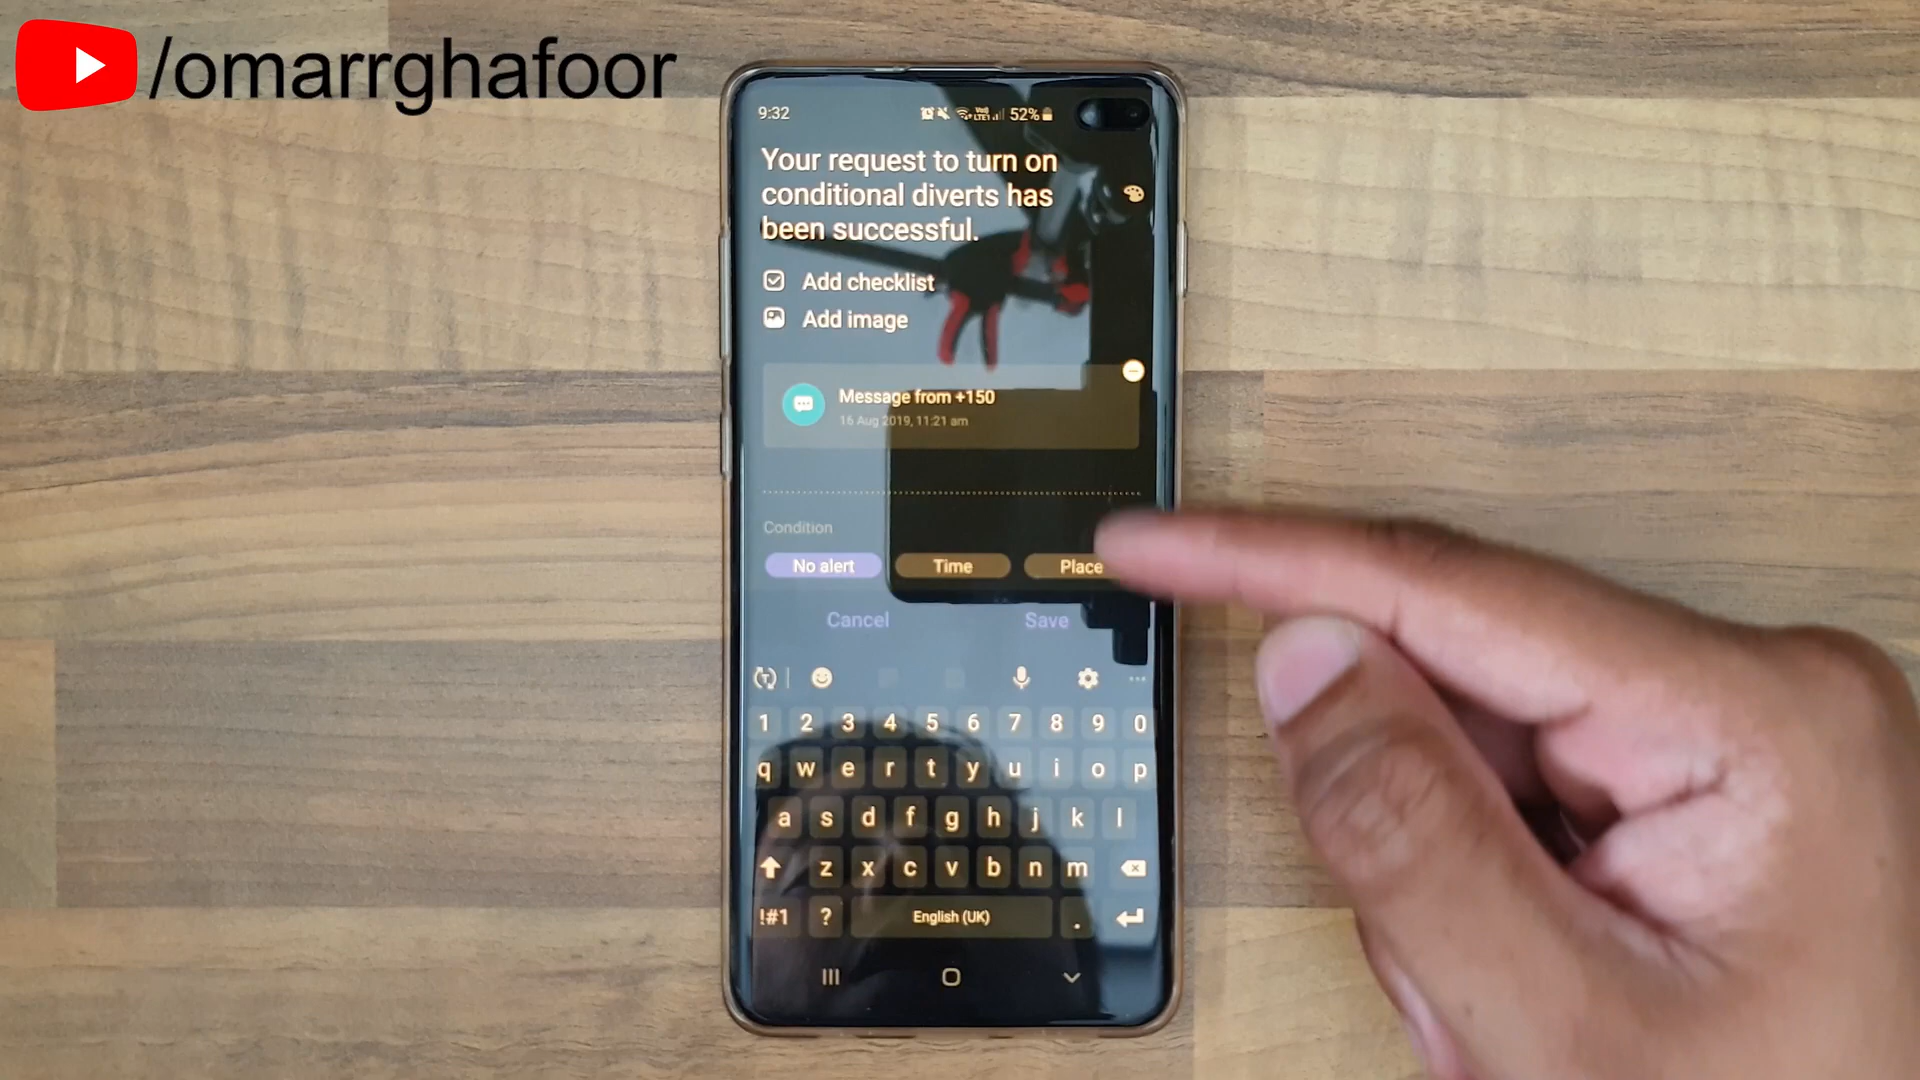 /omarrghafoor
9:32
VoD LTE1 52%
Your request to turn on
conditional diverts has
been successful.
Add checklist
Add image
Message from +150
16 Aug 2019, 11:21 am
Condition
No alert Time Place
Cancel Save
1 2 3 4 5 6 7 8 9 0
q w e r t y u i o p
a s d f g h j k l
z x c v b n m
!#1 ? English (UK) .